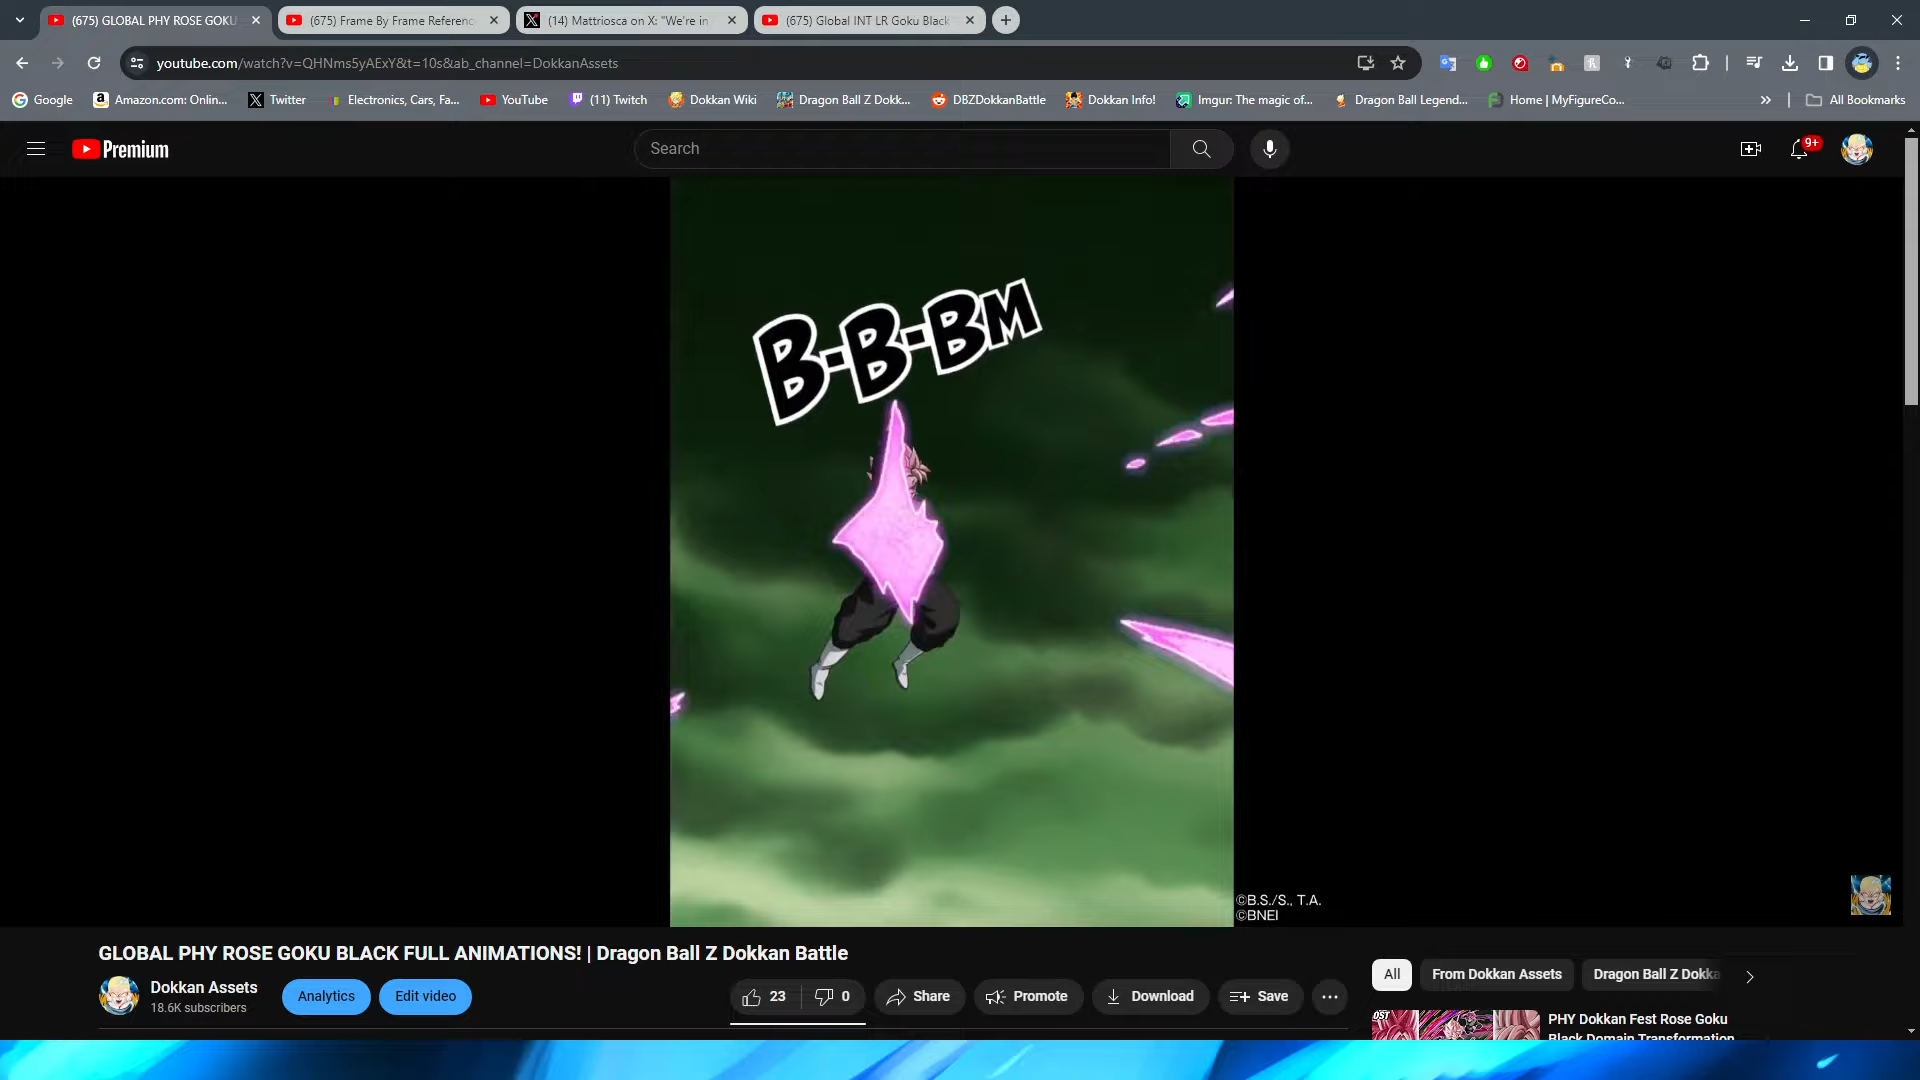 (675) GLOBAL PHY ROSE GOKU
(675) Frame By Frame Referenc
(14) Mattriosca on X: "We're in
(675) Global INT LR Goku Black
youtube.com/watch?v=QHNms5yAExY&t=10s&ab_channel=DokkanAssets
Google
Amazon.com: Onlin...
Twitter
Electronics, Cars, Fa...
YouTube
(11) Twitch
Dokkan Wiki
Dragon Ball Z Dokk...
DBZDokkanBattle
Dokkan Info!
Imgur: The magic of...
Dragon Ball Legend...
Home | MyFigureCo...
All Bookmarks
Premium
Search
9+
B-B-BM
©B.S./S., T.A.
©BNEI
GLOBAL PHY ROSE GOKU BLACK FULL ANIMATIONS! | Dragon Ball Z Dokkan Battle
Dokkan Assets
18.6K subscribers
Analytics
Edit video
23
0
Share
Promote
Download
Save
All
From Dokkan Assets
Dragon Ball Z Dokka
OST
PHY Dokkan Fest Rose Goku
Black Domain Transformation